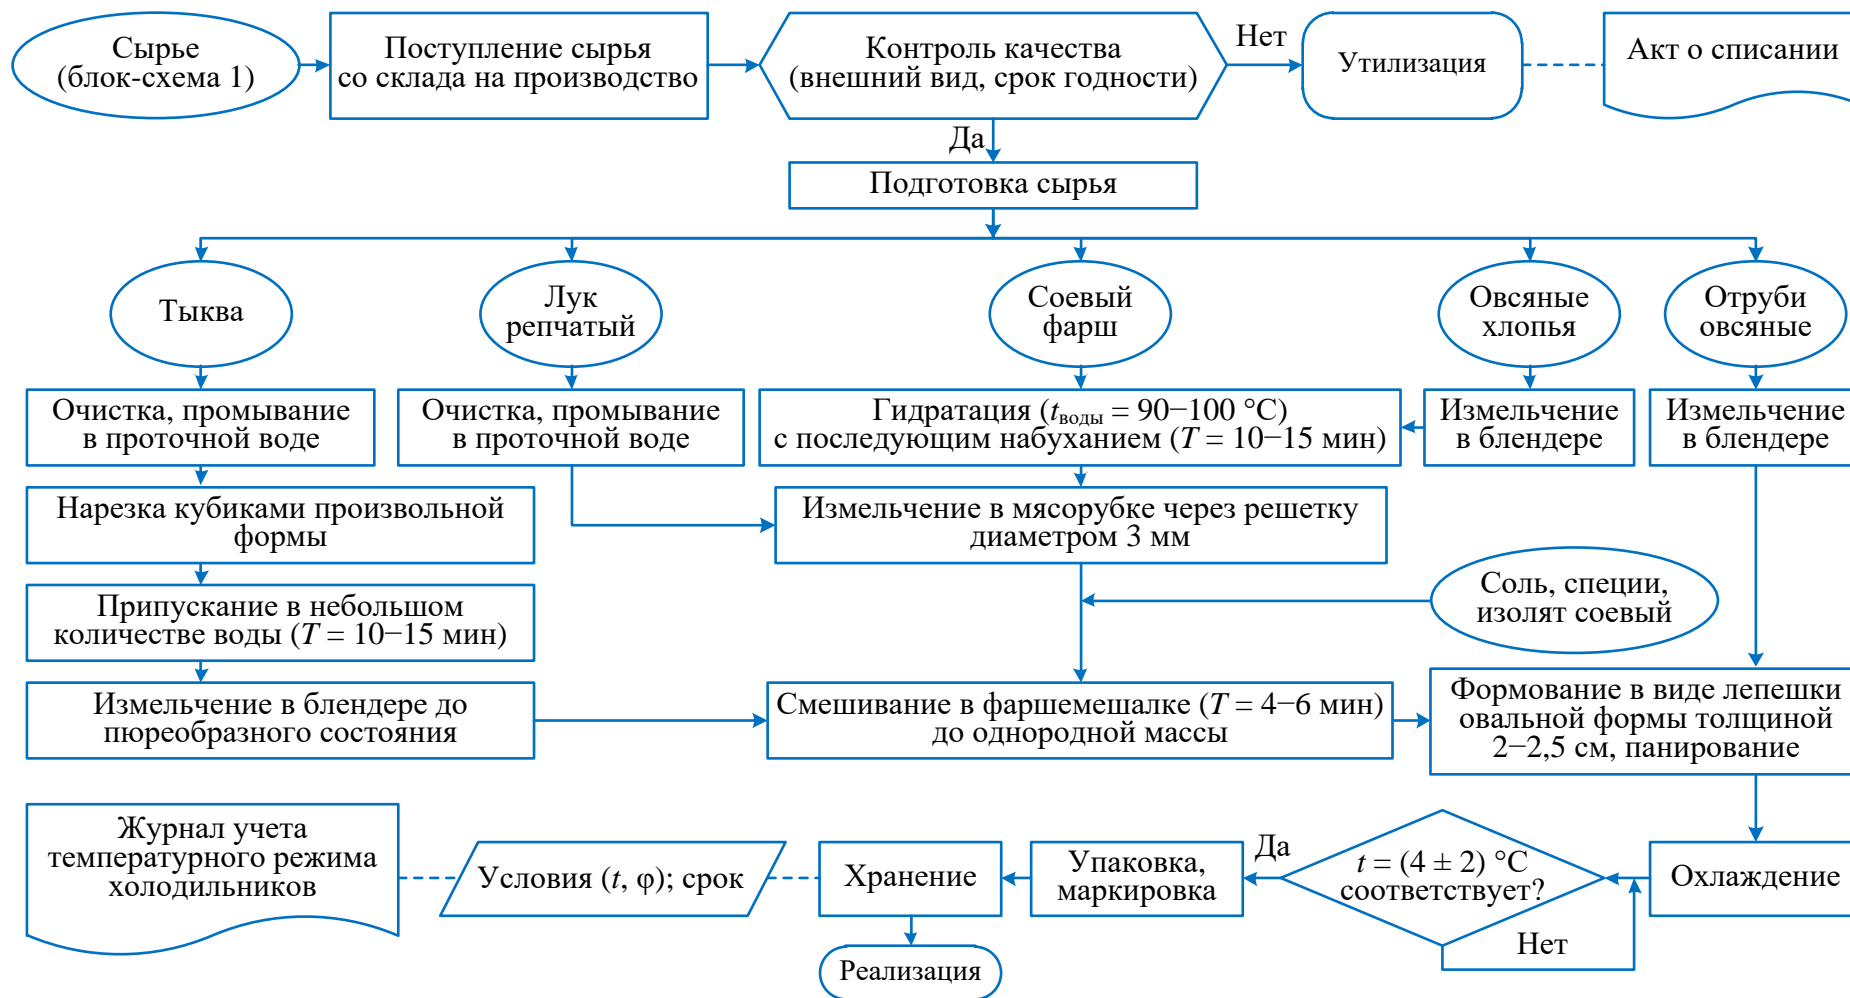 Сырье
(блок-схема 1)
Поступление сырья
со склада на производство
Контроль качества
(внешний вид, срок годности)
Нет
Утилизация
Акт о списании
Да
Подготовка сырья
Тыква
Лук
репчатый
Соевый
фарш
Овсяные
хлопья
Отруби
овсяные
Очистка, промывание
в проточной воде
Очистка, промывание
в проточной воде
Гидратация (tводы = 90−100 °С)
с последующим набуханием (T = 10−15 мин)
Измельчение
в блендере
Измельчение
в блендере
Нарезка кубиками произвольной
формы
Измельчение в мясорубке через решетку
диаметром 3 мм
Припускание в небольшом
количестве воды (T = 10−15 мин)
Соль, специи,
изолят соевый
Измельчение в блендере до
пюреобразного состояния
Смешивание в фаршемешалке (T = 4−6 мин)
до однородной массы
Формование в виде лепешки
овальной формы толщиной
2−2,5 см, панирование
Журнал учета
температурного режима
холодильников
Условия (t, φ); срок
Хранение
Упаковка,
маркировка
Да
t = (4 ± 2) °С
соответствует?
Охлаждение
Нет
Реализация